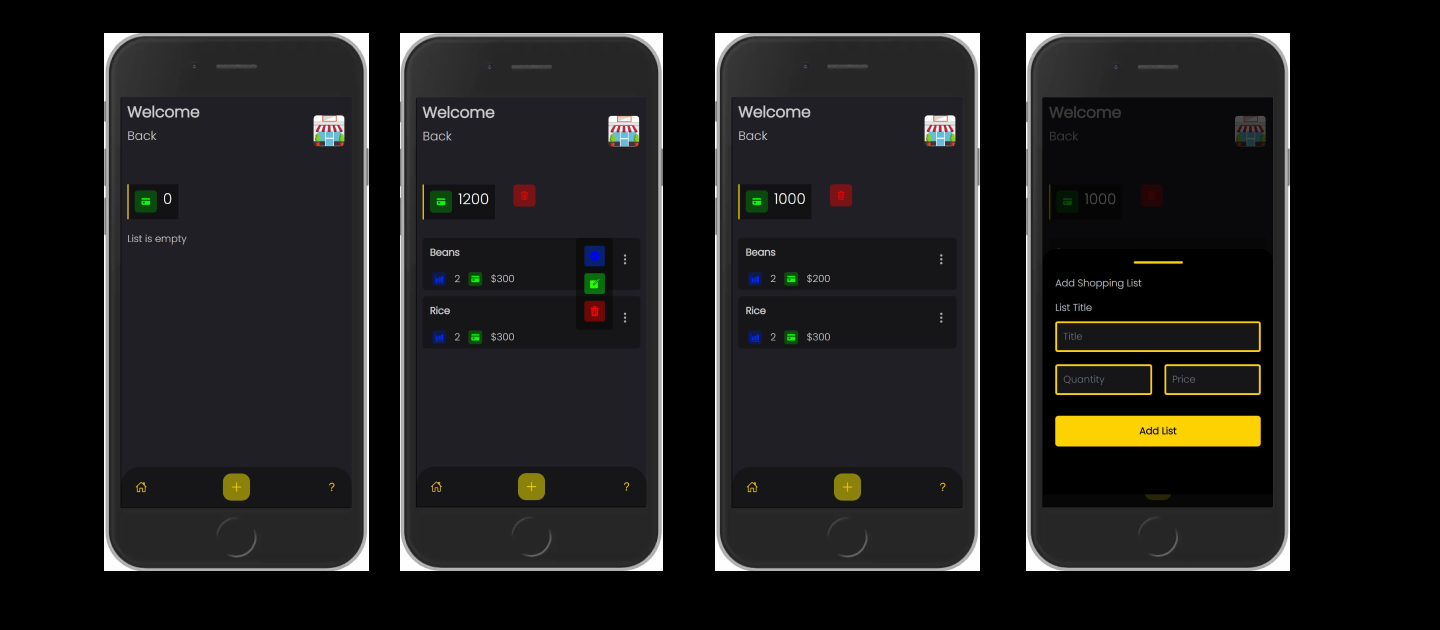 Welcome
Back
0
List is empty
?
Welcome
Back
1200
Beans
2 $300
Rice
2 $300
?
Welcome
Back
1000
Beans
2 $200
Rice
2 $300
?
Welcome
Back
1000
Add Shopping List
List Title
Title
Quantity Price
Add List